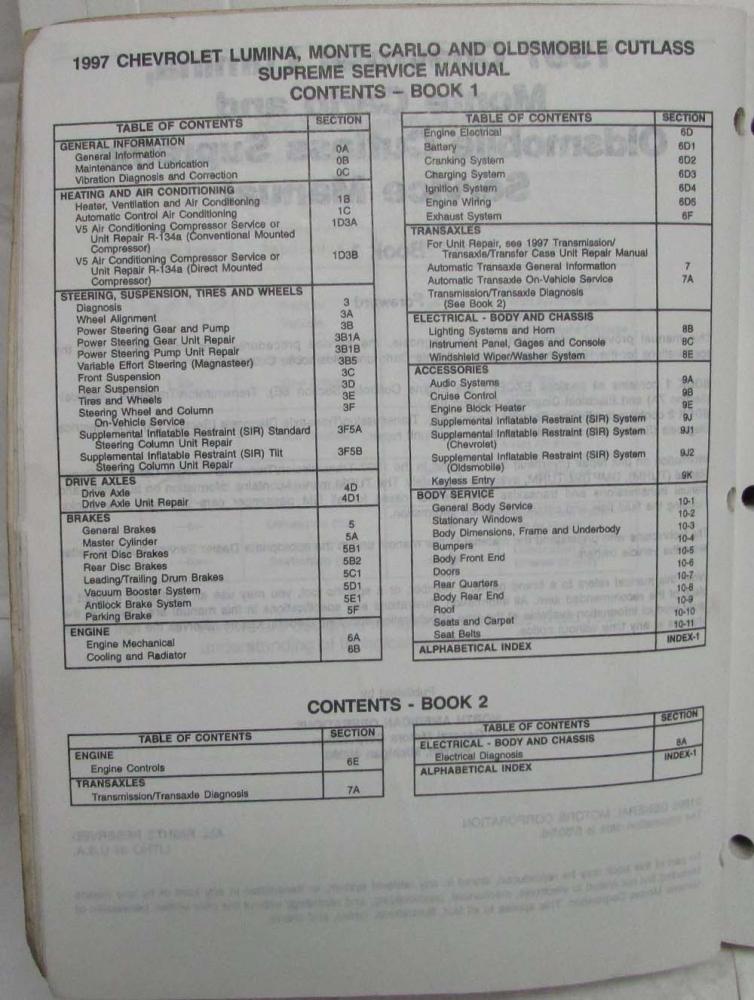 1997 CHEVROLET LUMINA, MONTE CARLO AND OLDSMOBILE CUTLASS
SUPREME SERVICE MANUAL
CONTENTS – BOOK 1
TABLE OF CONTENTS SECTION
GENERAL INFORMATION
General Information 0A
Maintenance and Lubrication 0B
Vibration Diagnosis and Correction 0C
HEATING AND AIR CONDITIONING
Heater, Ventilation and Air Conditioning 1B
Automatic Control Air Conditioning 1C
V5 Air Conditioning Compressor Service or 1D3A
Unit Repair R-134a (Conventional Mounted
Compressor)
V5 Air Conditioning Compressor Service or 1D3B
Unit Repair R-134a (Direct Mounted
Compressor)
STEERING, SUSPENSION, TIRES AND WHEELS
Diagnosis 3
Wheel Alignment 3A
Power Steering Gear and Pump 3B
Power Steering Gear Unit Repair 3B1A
Power Steering Pump Unit Repair 3B1B
Variable Effort Steering (Magnasteer) 3B5
Front Suspension 3C
Rear Suspension 3D
Tires and Wheels 3E
Steering Wheel and Column 3F
On-Vehicle Service
Supplemental Inflatable Restraint (SIR) Standard 3F5A
Steering Column Unit Repair
Supplemental Inflatable Restraint (SIR) Tilt 3F5B
Steering Column Unit Repair
DRIVE AXLES
Drive Axle 4D
Drive Axle Unit Repair 4D1
BRAKES
General Brakes 5
Master Cylinder 5A
Front Disc Brakes 5B1
Rear Disc Brakes 5B2
Leading/Trailing Drum Brakes 5C1
Vacuum Booster System 5D1
Antilock Brake System 5E1
Parking Brake 5F
ENGINE
Engine Mechanical 6A
Cooling and Radiator 6B
TABLE OF CONTENTS SECTION
Engine Electrical 6D
Battery 6D1
Cranking System 6D2
Charging System 6D3
Ignition System 6D4
Engine Wiring 6D5
Exhaust System 6F
TRANSAXLES
For Unit Repair, see 1997 Transmission/
Transaxle/Transfer Case Unit Repair Manual
Automatic Transaxle General Information 7
Automatic Transaxle On-Vehicle Service 7A
Transmission/Transaxle Diagnosis
(See Book 2)
ELECTRICAL - BODY AND CHASSIS
Lighting Systems and Horn 8B
Instrument Panel, Gages and Console 8C
Windshield Wiper/Washer System 8E
ACCESSORIES
Audio Systems 9A
Cruise Control 9B
Engine Block Heater 9E
Supplemental Inflatable Restraint (SIR) System 9J
Supplemental Inflatable Restraint (SIR) System 9J1
(Chevrolet)
Supplemental Inflatable Restraint (SIR) System 9J2
(Oldsmobile)
Keyless Entry 9K
BODY SERVICE
General Body Service 10-1
Stationary Windows 10-2
Body Dimensions, Frame and Underbody 10-3
Bumpers 10-4
Body Front End 10-5
Doors 10-6
Rear Quarters 10-7
Body Rear End 10-8
Roof 10-9
Seats and Carpet 10-10
Seat Belts 10-11
ALPHABETICAL INDEX INDEX-1
CONTENTS - BOOK 2
TABLE OF CONTENTS SECTION
ENGINE
Engine Controls 6E
TRANSAXLES
Transmission/Transaxle Diagnosis 7A
TABLE OF CONTENTS SECTION
ELECTRICAL - BODY AND CHASSIS
Electrical Diagnosis 8A
ALPHABETICAL INDEX INDEX-1